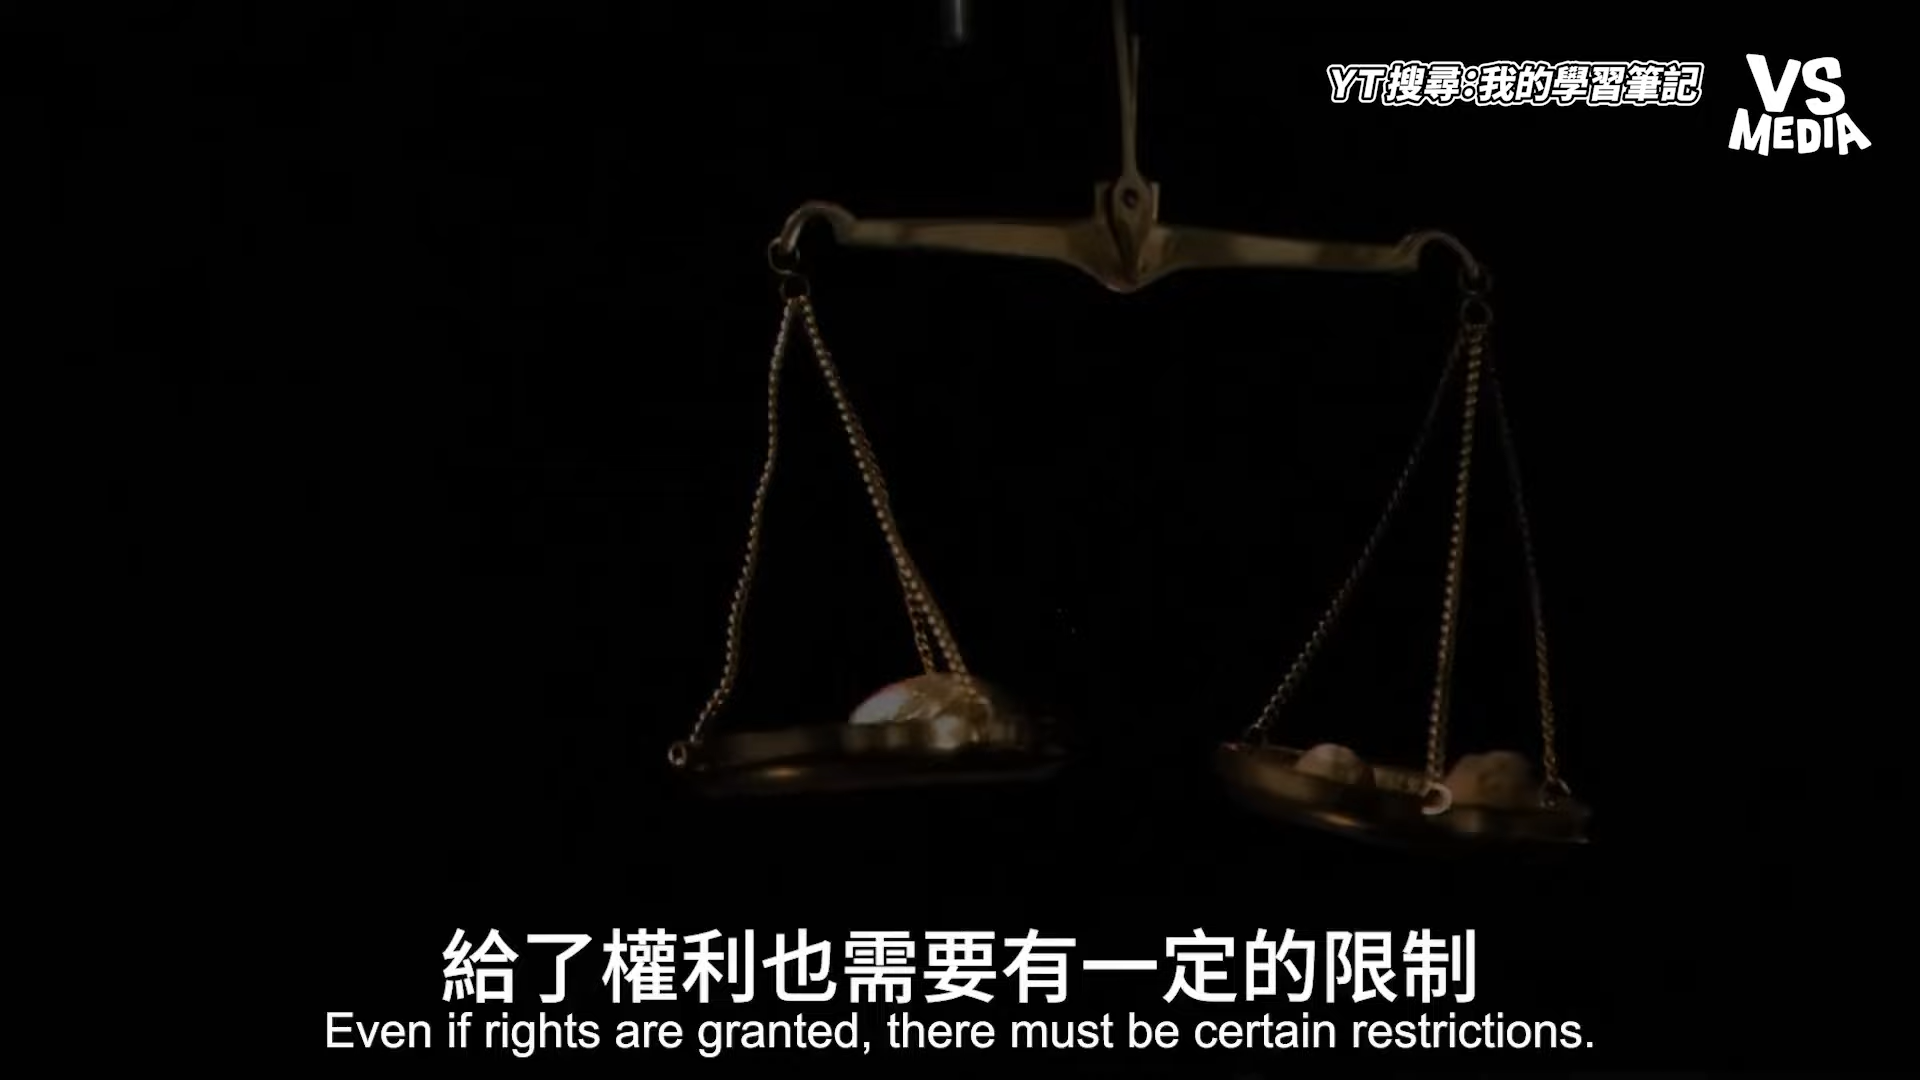 YT搜尋:我的學習筆記
VS
MEDIA
給了權利也需要有一定的限制
Even if rights are granted, there must be certain restrictions.